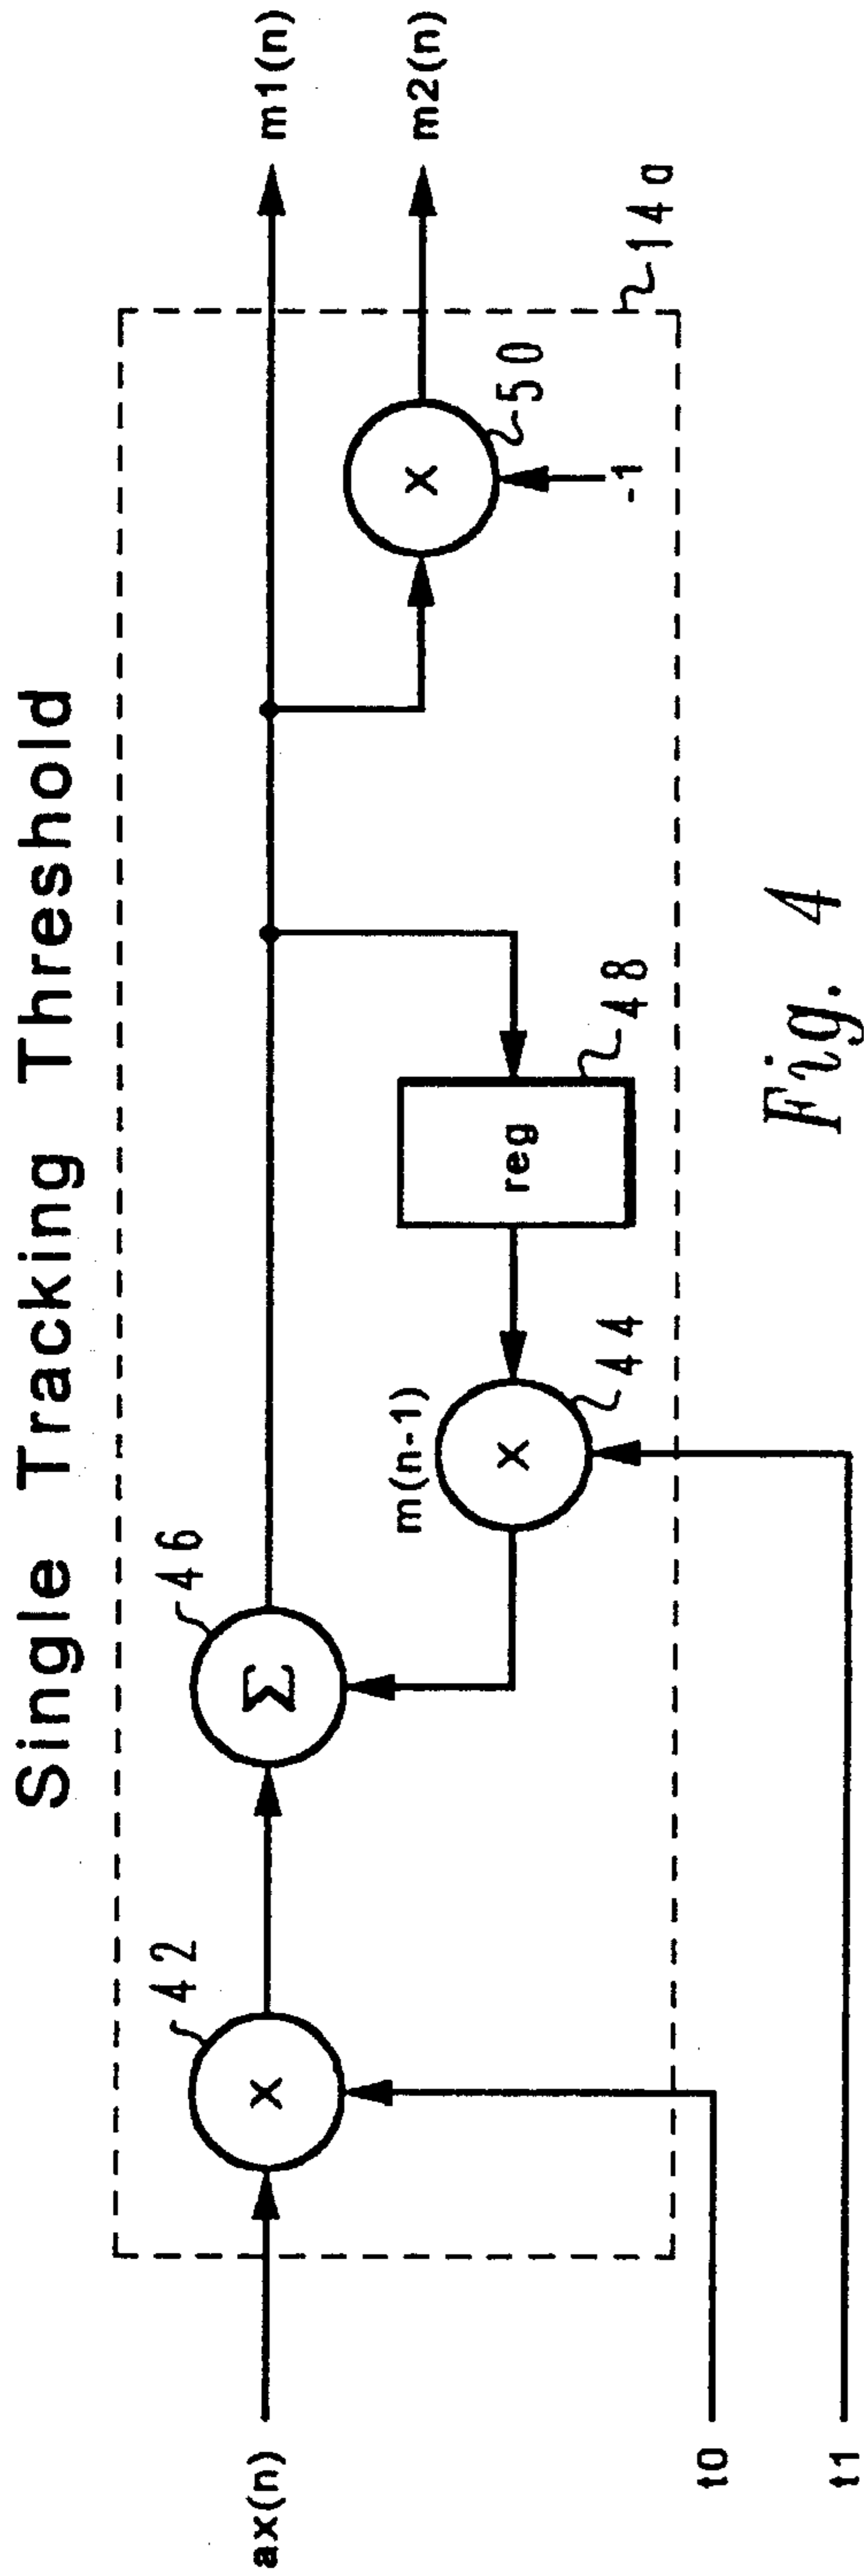 Single Tracking Threshold
ax(n)
42
X
46
Σ
m1(n)
m(n-1)
X
44
reg
48
X
50
-1
m2(n)
14a
t0
t1
Fig. 4